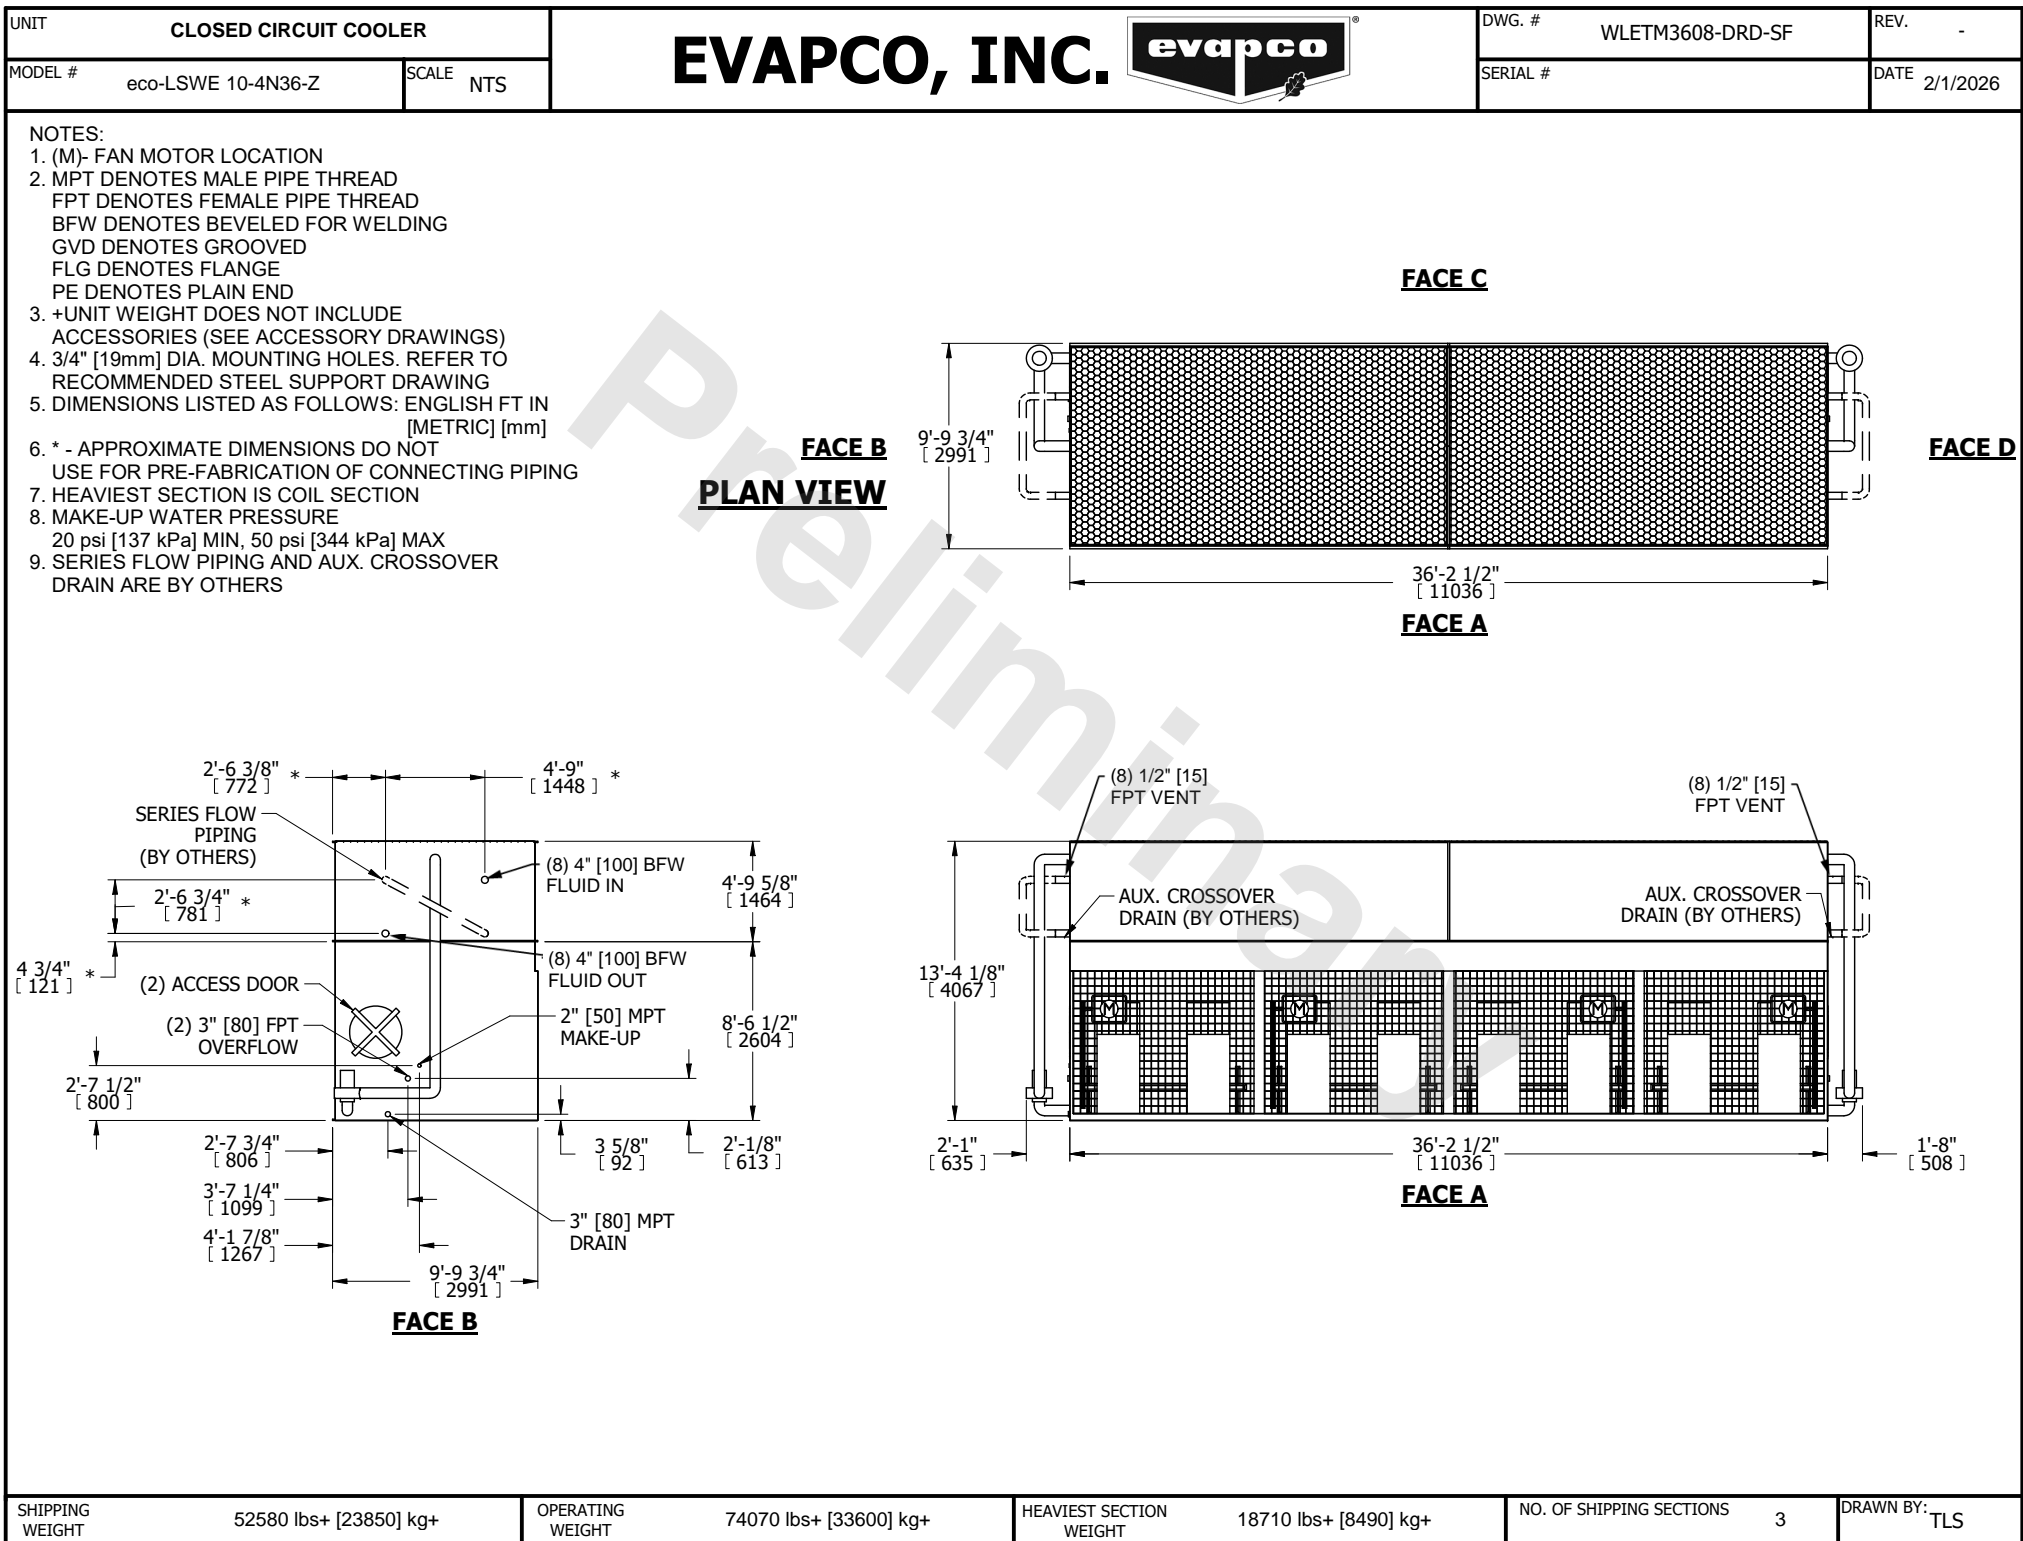 UNIT
CLOSED CIRCUIT COOLER
MODEL #
eco-LSWE 10-4N36-Z
SCALE
NTS
EVAPCO, INC.
evapco
®
DWG. #
WLETM3608-DRD-SF
REV.
-
SERIAL #
DATE
2/1/2026
NOTES:
1. (M)- FAN MOTOR LOCATION
2. MPT DENOTES MALE PIPE THREAD
FPT DENOTES FEMALE PIPE THREAD
BFW DENOTES BEVELED FOR WELDING
GVD DENOTES GROOVED
FLG DENOTES FLANGE
PE DENOTES PLAIN END
3. +UNIT WEIGHT DOES NOT INCLUDE
ACCESSORIES (SEE ACCESSORY DRAWINGS)
4. 3/4" [19mm] DIA. MOUNTING HOLES. REFER TO
RECOMMENDED STEEL SUPPORT DRAWING
5. DIMENSIONS LISTED AS FOLLOWS: ENGLISH FT IN
[METRIC] [mm]
6. * - APPROXIMATE DIMENSIONS DO NOT
USE FOR PRE-FABRICATION OF CONNECTING PIPING
7. HEAVIEST SECTION IS COIL SECTION
8. MAKE-UP WATER PRESSURE
20 psi [137 kPa] MIN, 50 psi [344 kPa] MAX
9. SERIES FLOW PIPING AND AUX. CROSSOVER
DRAIN ARE BY OTHERS
Preliminary
FACE C
FACE B
PLAN VIEW
9'-9 3/4"
[ 2991 ]
FACE D
36'-2 1/2"
[ 11036 ]
FACE A
2'-6 3/8" *
[ 772 ]
4'-9" *
[ 1448 ]
SERIES FLOW
PIPING
(BY OTHERS)
(8) 4" [100] BFW
FLUID IN
4'-9 5/8"
[ 1464 ]
2'-6 3/4" *
[ 781 ]
(8) 4" [100] BFW
FLUID OUT
4 3/4" *
[ 121 ]
(2) ACCESS DOOR
(2) 3" [80] FPT
OVERFLOW
2" [50] MPT
MAKE-UP
8'-6 1/2"
[ 2604 ]
2'-7 1/2"
[ 800 ]
2'-7 3/4"
[ 806 ]
3 5/8"
[ 92 ]
2'-1/8"
[ 613 ]
3'-7 1/4"
[ 1099 ]
4'-1 7/8"
[ 1267 ]
3" [80] MPT
DRAIN
9'-9 3/4"
[ 2991 ]
FACE B
(8) 1/2" [15]
FPT VENT
(8) 1/2" [15]
FPT VENT
AUX. CROSSOVER
DRAIN (BY OTHERS)
AUX. CROSSOVER
DRAIN (BY OTHERS)
13'-4 1/8"
[ 4067 ]
M M M M
2'-1"
[ 635 ]
36'-2 1/2"
[ 11036 ]
1'-8"
[ 508 ]
FACE A
SHIPPING
WEIGHT
52580 lbs+ [23850] kg+
OPERATING
WEIGHT
74070 lbs+ [33600] kg+
HEAVIEST SECTION
WEIGHT
18710 lbs+ [8490] kg+
NO. OF SHIPPING SECTIONS
3
DRAWN BY:
TLS